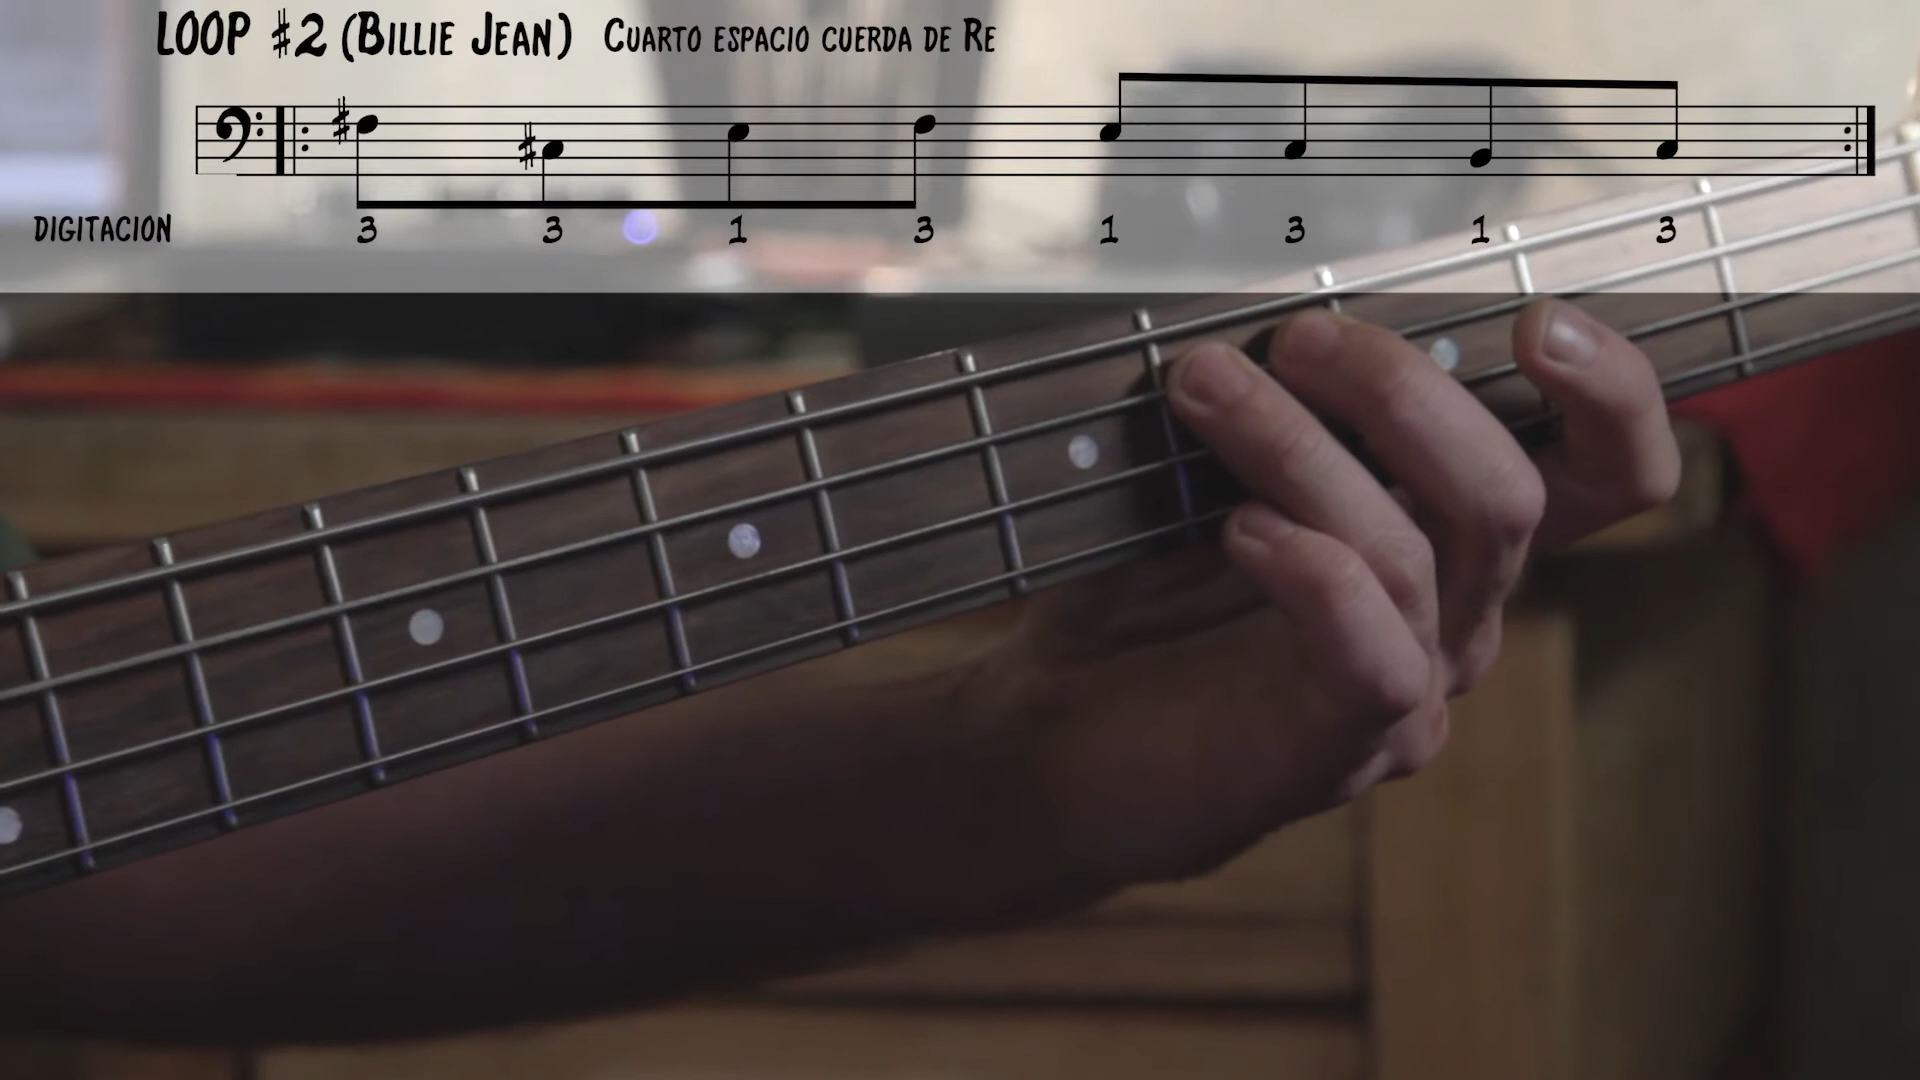 LOOP #2 (BILLIE JEAN) CUARTO ESPACIO CUERDA DE RE
DIGITACION 3 3 1 3 1 3 1 3